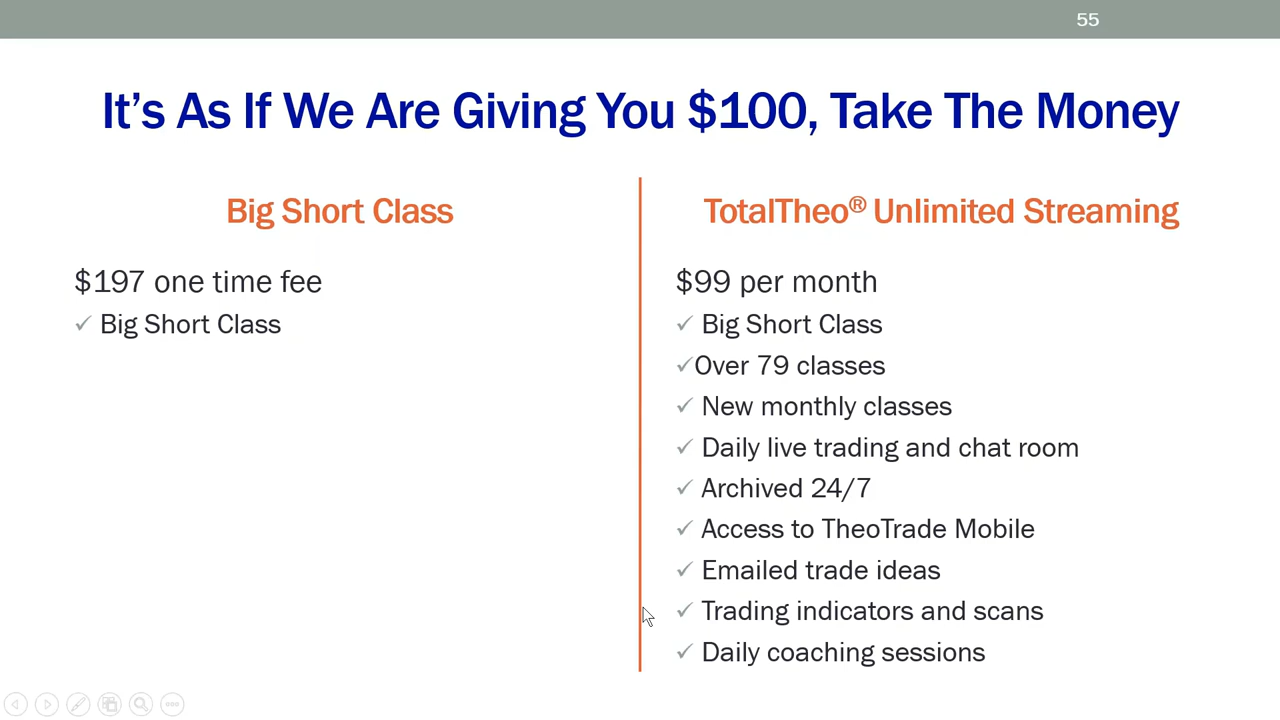 55
It’s As If We Are Giving You $100, Take The Money
Big Short Class
$197 one time fee
✓ Big Short Class
TotalTheo® Unlimited Streaming
$99 per month
✓ Big Short Class
✓Over 79 classes
✓ New monthly classes
✓ Daily live trading and chat room
✓ Archived 24/7
✓ Access to TheoTrade Mobile
✓ Emailed trade ideas
✓ Trading indicators and scans
✓ Daily coaching sessions